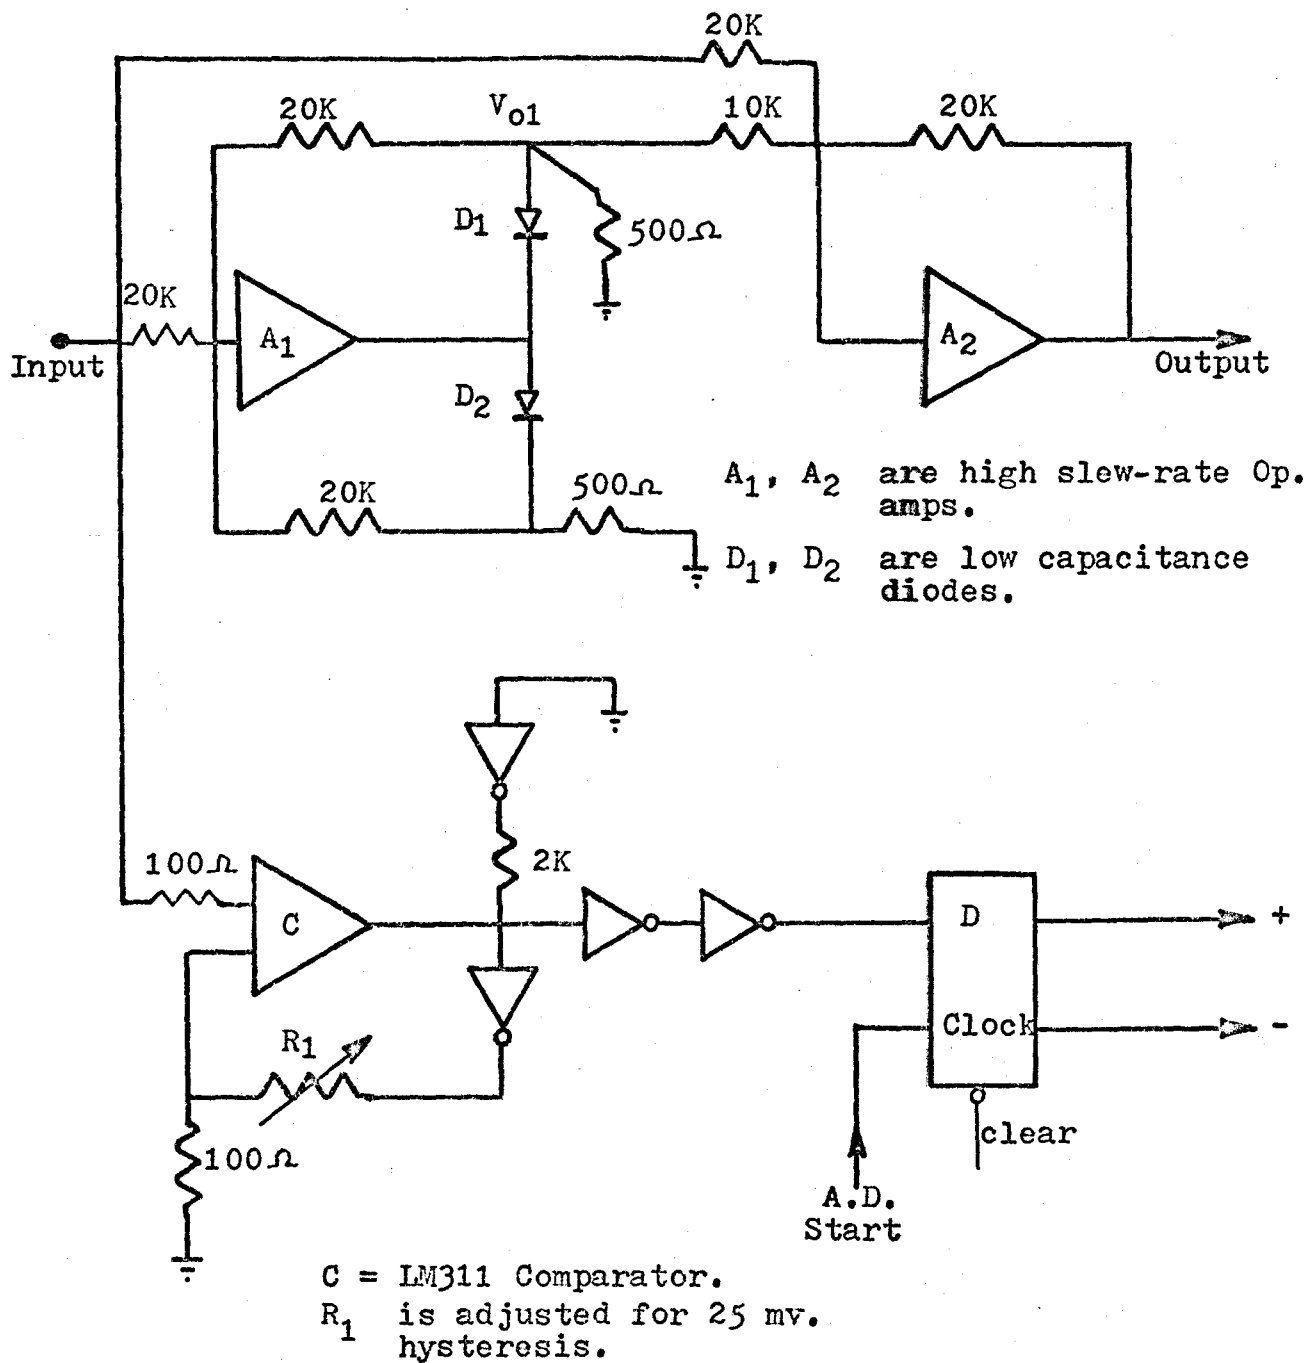 20K
20K
V01
10K
20K
D1
500Ω
20K
A1
A2
Input
Output
D2
20K
500Ω
A1, A2 are high slew-rate Op.
amps.
D1, D2 are low capacitance
diodes.
2K
100Ω
C
D
+
Clock
-
R1
clear
100Ω
A.D.
Start
C = LM311 Comparator.
R1 is adjusted for 25 mv.
hysteresis.